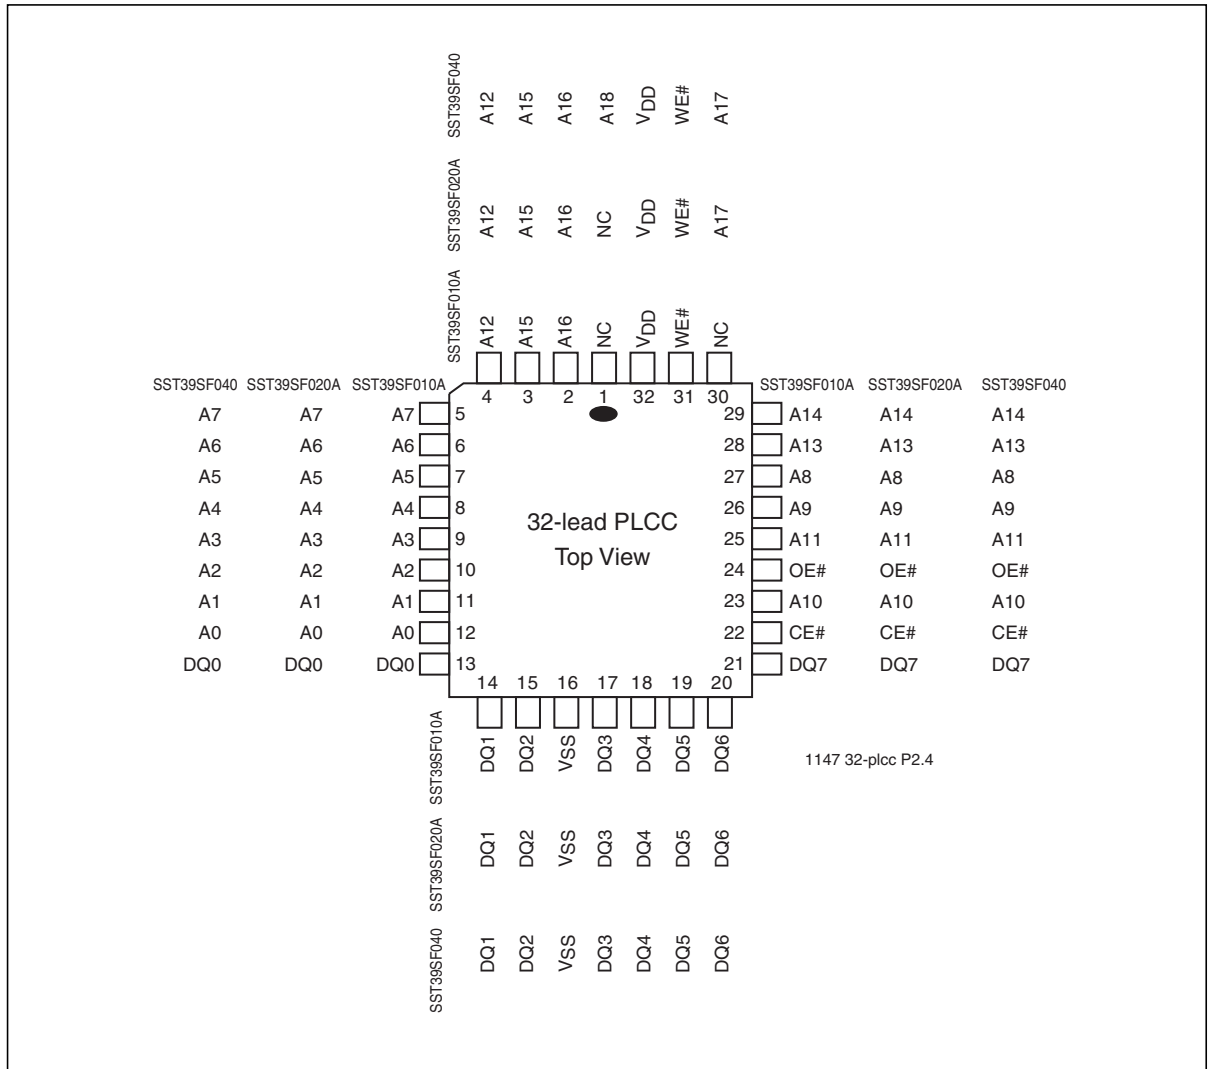 SST39SF040 A12 A15 A16 A18 VDD WE# A17
SST39SF020A A12 A15 A16 NC VDD WE# A17
SST39SF010A A12 A15 A16 NC VDD WE# NC
4 3 2 1 32 31 30
SST39SF040 SST39SF020A SST39SF010A SST39SF010A SST39SF020A SST39SF040
A7 A7 A7 5 29 A14 A14 A14
A6 A6 A6 6 28 A13 A13 A13
A5 A5 A5 7 27 A8 A8 A8
A4 A4 A4 8 26 A9 A9 A9
A3 A3 A3 9 25 A11 A11 A11
A2 A2 A2 10 24 OE# OE# OE#
A1 A1 A1 11 23 A10 A10 A10
A0 A0 A0 12 22 CE# CE# CE#
DQ0 DQ0 DQ0 13 21 DQ7 DQ7 DQ7
32-lead PLCC
Top View
14 15 16 17 18 19 20
SST39SF010A DQ1 DQ2 VSS DQ3 DQ4 DQ5 DQ6
1147 32-plcc P2.4
SST39SF020A DQ1 DQ2 VSS DQ3 DQ4 DQ5 DQ6
SST39SF040 DQ1 DQ2 VSS DQ3 DQ4 DQ5 DQ6